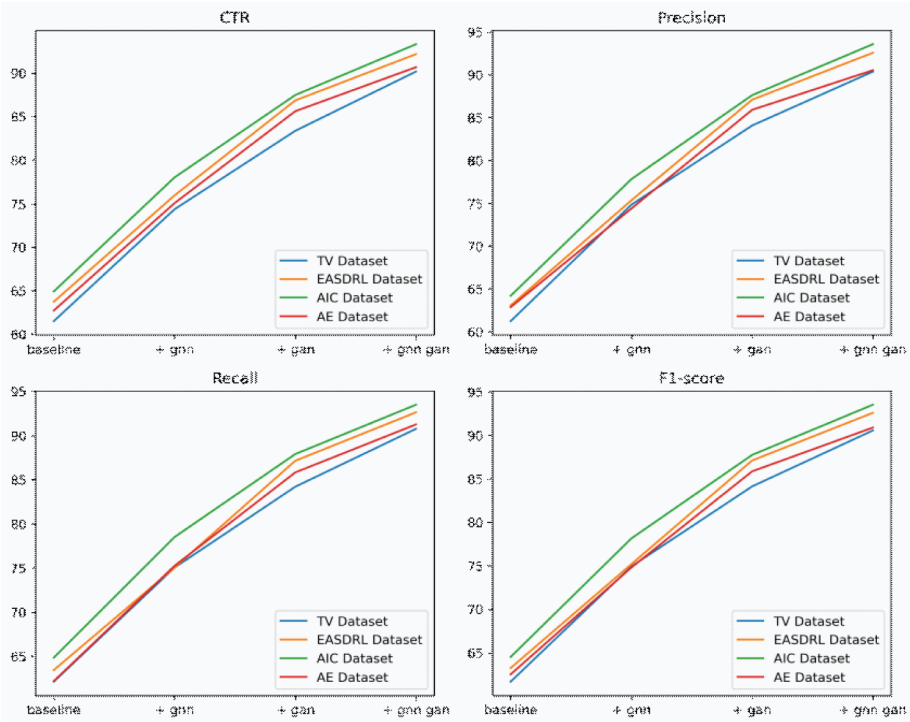 CTR
90
85
80
75
70
65
60
baseline + gnn + gan + gnn gan
TV Dataset
EASDRL Dataset
AIC Dataset
AE Dataset
Precision
95
90
85
80
75
70
65
60
baseline + gnn + gan + gnn gan
TV Dataset
EASDRL Dataset
AIC Dataset
AE Dataset
Recall
95
90
85
80
75
70
65
baseline + gnn + gan + gnn gan
TV Dataset
EASDRL Dataset
AIC Dataset
AE Dataset
F1-score
95
90
85
80
75
70
65
baseline + gnn + gan + gnn gan
TV Dataset
EASDRL Dataset
AIC Dataset
AE Dataset